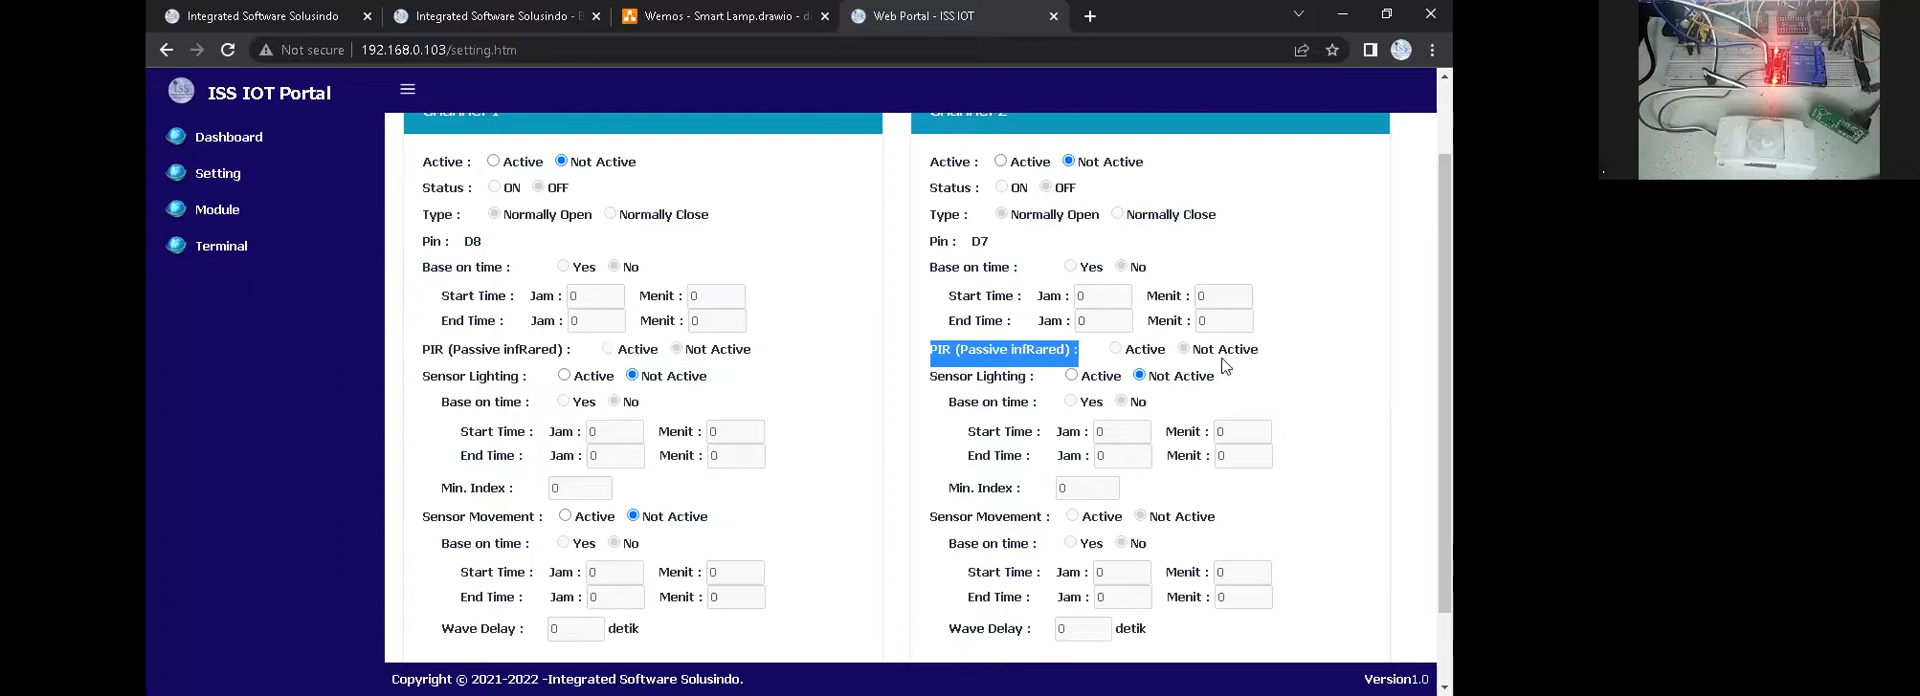 Integrated Software Solusindo
Integrated Software Solusindo -
Wemos - Smart Lamp.drawio - d
Web Portal - ISS IOT
Not secure
192.168.0.103/setting.htm
ISS IOT Portal
Dashboard
Setting
Module
Terminal
Channel 1
Active : Active Not Active
Status : ON OFF
Type : Normally Open Normally Close
Pin : D8
Base on time : Yes No
Start Time : Jam : 0 Menit : 0
End Time : Jam : 0 Menit : 0
PIR (Passive infRared) : Active Not Active
Sensor Lighting : Active Not Active
Base on time : Yes No
Start Time : Jam : 0 Menit : 0
End Time : Jam : 0 Menit : 0
Min. Index : 0
Sensor Movement : Active Not Active
Base on time : Yes No
Start Time : Jam : 0 Menit : 0
End Time : Jam : 0 Menit : 0
Wave Delay : 0 detik
Channel 2
Active : Active Not Active
Status : ON OFF
Type : Normally Open Normally Close
Pin : D7
Base on time : Yes No
Start Time : Jam : 0 Menit : 0
End Time : Jam : 0 Menit : 0
PIR (Passive infRared) : Active Not Active
Sensor Lighting : Active Not Active
Base on time : Yes No
Start Time : Jam : 0 Menit : 0
End Time : Jam : 0 Menit : 0
Min. Index : 0
Sensor Movement : Active Not Active
Base on time : Yes No
Start Time : Jam : 0 Menit : 0
End Time : Jam : 0 Menit : 0
Wave Delay : 0 detik
Copyright © 2021-2022 -Integrated Software Solusindo.
Version1.0